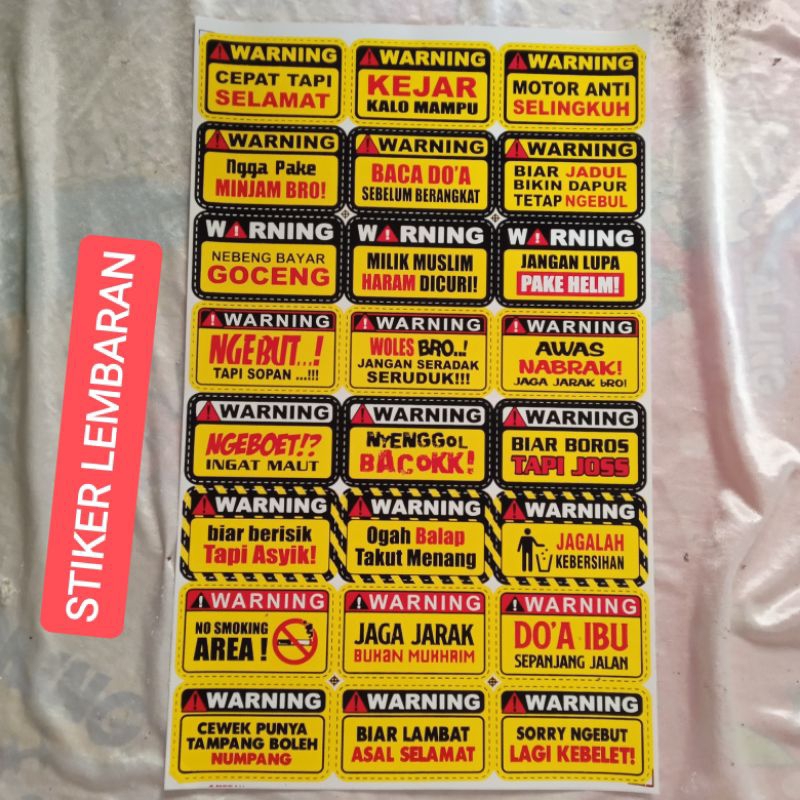 STIKER LEMBARAN
WARNING
CEPAT TAPI
SELAMAT
WARNING
KEJAR
KALO MAMPU
WARNING
MOTOR ANTI
SELINGKUH
WARNING
Ngga Pake
MINJAM BRO!
WARNING
BACA DO'A
SEBELUM BERANGKAT
WARNING
BIAR JADUL
BIKIN DAPUR
TETAP NGEBUL
WARNING
NEBENG BAYAR
GOCENG
WARNING
MILIK MUSLIM
HARAM DICURI!
WARNING
JANGAN LUPA
PAKE HELM!
WARNING
NGEBUT...!
TAPI SOPAN ...!!!
WARNING
WOLES BRO..!
JANGAN SERADAK
SERUDUK!!!
WARNING
AWAS
NABRAK!
JAGA JARAK bRO!
WARNING
NGEBOET!?
INGAT MAUT
WARNING
NYENGGOL
BACOKK!
WARNING
BIAR BOROS
TAPI JOSS
WARNING
biar berisik
Tapi Asyik!
WARNING
Ogah Balap
Takut Menang
WARNING
JAGALAH
KEBERSIHAN
WARNING
NO SMOKING
AREA !
WARNING
JAGA JARAK
BUKAN MUKHRIM
WARNING
DO'A IBU
SEPANJANG JALAN
WARNING
CEWEK PUNYA
TAMPANG BOLEH
NUMPANG
WARNING
BIAR LAMBAT
ASAL SELAMAT
WARNING
SORRY NGEBUT
LAGI KEBELET!